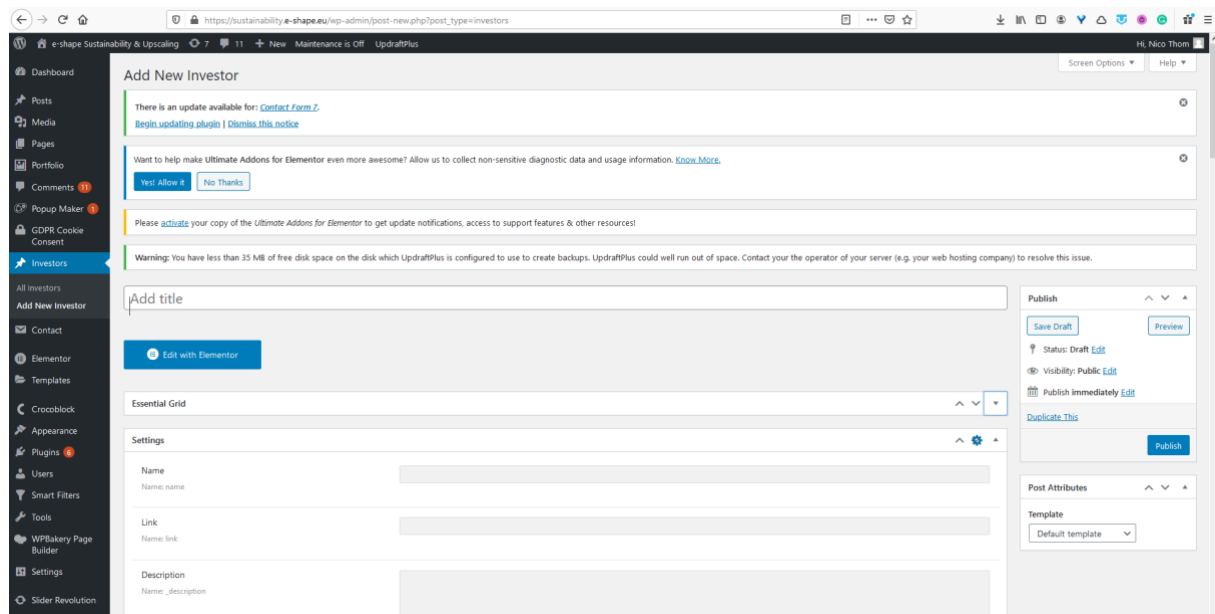 https://sustainability.e-shape.eu/wp-admin/post-new.php?post_type=investors
e-shape Sustainability & Upscaling 7 11 + New Maintenance is Off UpdraftPlus Hi, Nico Thom
Screen Options Help
Dashboard
Posts
Media
Pages
Portfolio
Comments 11
Popup Maker 1
GDPR Cookie
Consent
Investors
All Investors
Add New Investor
Contact
Elementor
Templates
Crocoblock
Appearance
Plugins 6
Users
Smart Filters
Tools
WPBakery Page
Builder
Settings
Slider Revolution
Add New Investor
There is an update available for: Contact Form 7.
Begin updating plugin | Dismiss this notice
Want to help make Ultimate Addons for Elementor even more awesome? Allow us to collect non-sensitive diagnostic data and usage information. Know More.
Yes! Allow it No Thanks
Please activate your copy of the Ultimate Addons for Elementor to get update notifications, access to support features & other resources!
Warning: You have less than 35 MB of free disk space on the disk which UpdraftPlus is configured to use to create backups. UpdraftPlus could well run out of space. Contact your the operator of your server (e.g. your web hosting company) to resolve this issue.
Add title
Edit with Elementor
Essential Grid
Settings
Name
Name: name
Link
Name: link
Description
Name: _description
Publish
Save Draft Preview
Status: Draft Edit
Visibility: Public Edit
Publish immediately Edit
Duplicate This
Publish
Post Attributes
Template
Default template